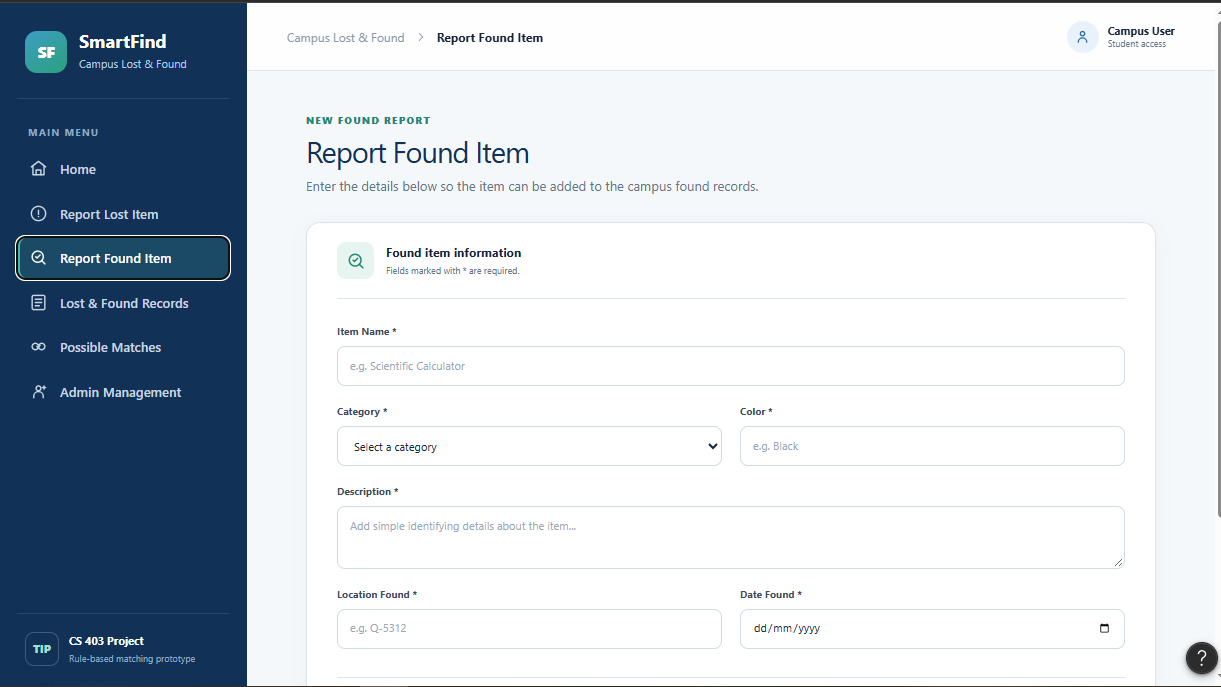 SF
SmartFind
Campus Lost & Found
MAIN MENU
Home
Report Lost Item
Report Found Item
Lost & Found Records
Possible Matches
Admin Management
TIP
CS 403 Project
Rule-based matching prototype
Campus Lost & Found > Report Found Item
Campus User
Student access
NEW FOUND REPORT
Report Found Item
Enter the details below so the item can be added to the campus found records.
Found item information
Fields marked with * are required.
Item Name *
e.g. Scientific Calculator
Category *
Select a category
Color *
e.g. Black
Description *
Add simple identifying details about the item...
Location Found *
e.g. Q-5312
Date Found *
dd/mm/yyyy
?